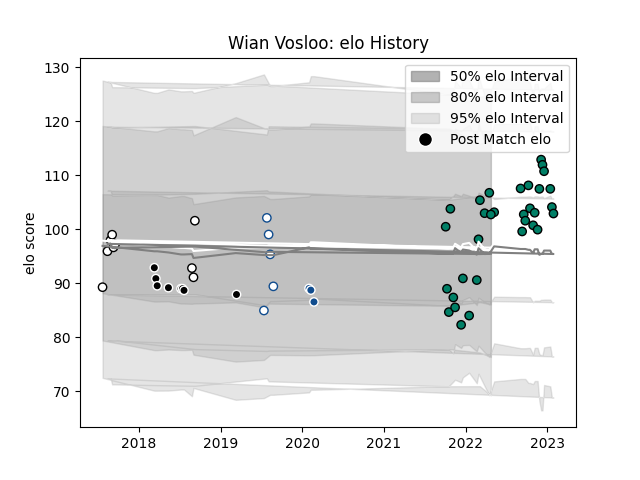 Wian Vosloo: elo History
130
120
110
100
90
80
70
elo score
50% elo Interval
80% elo Interval
95% elo Interval
Post Match elo
2018
2019
2020
2021
2022
2023